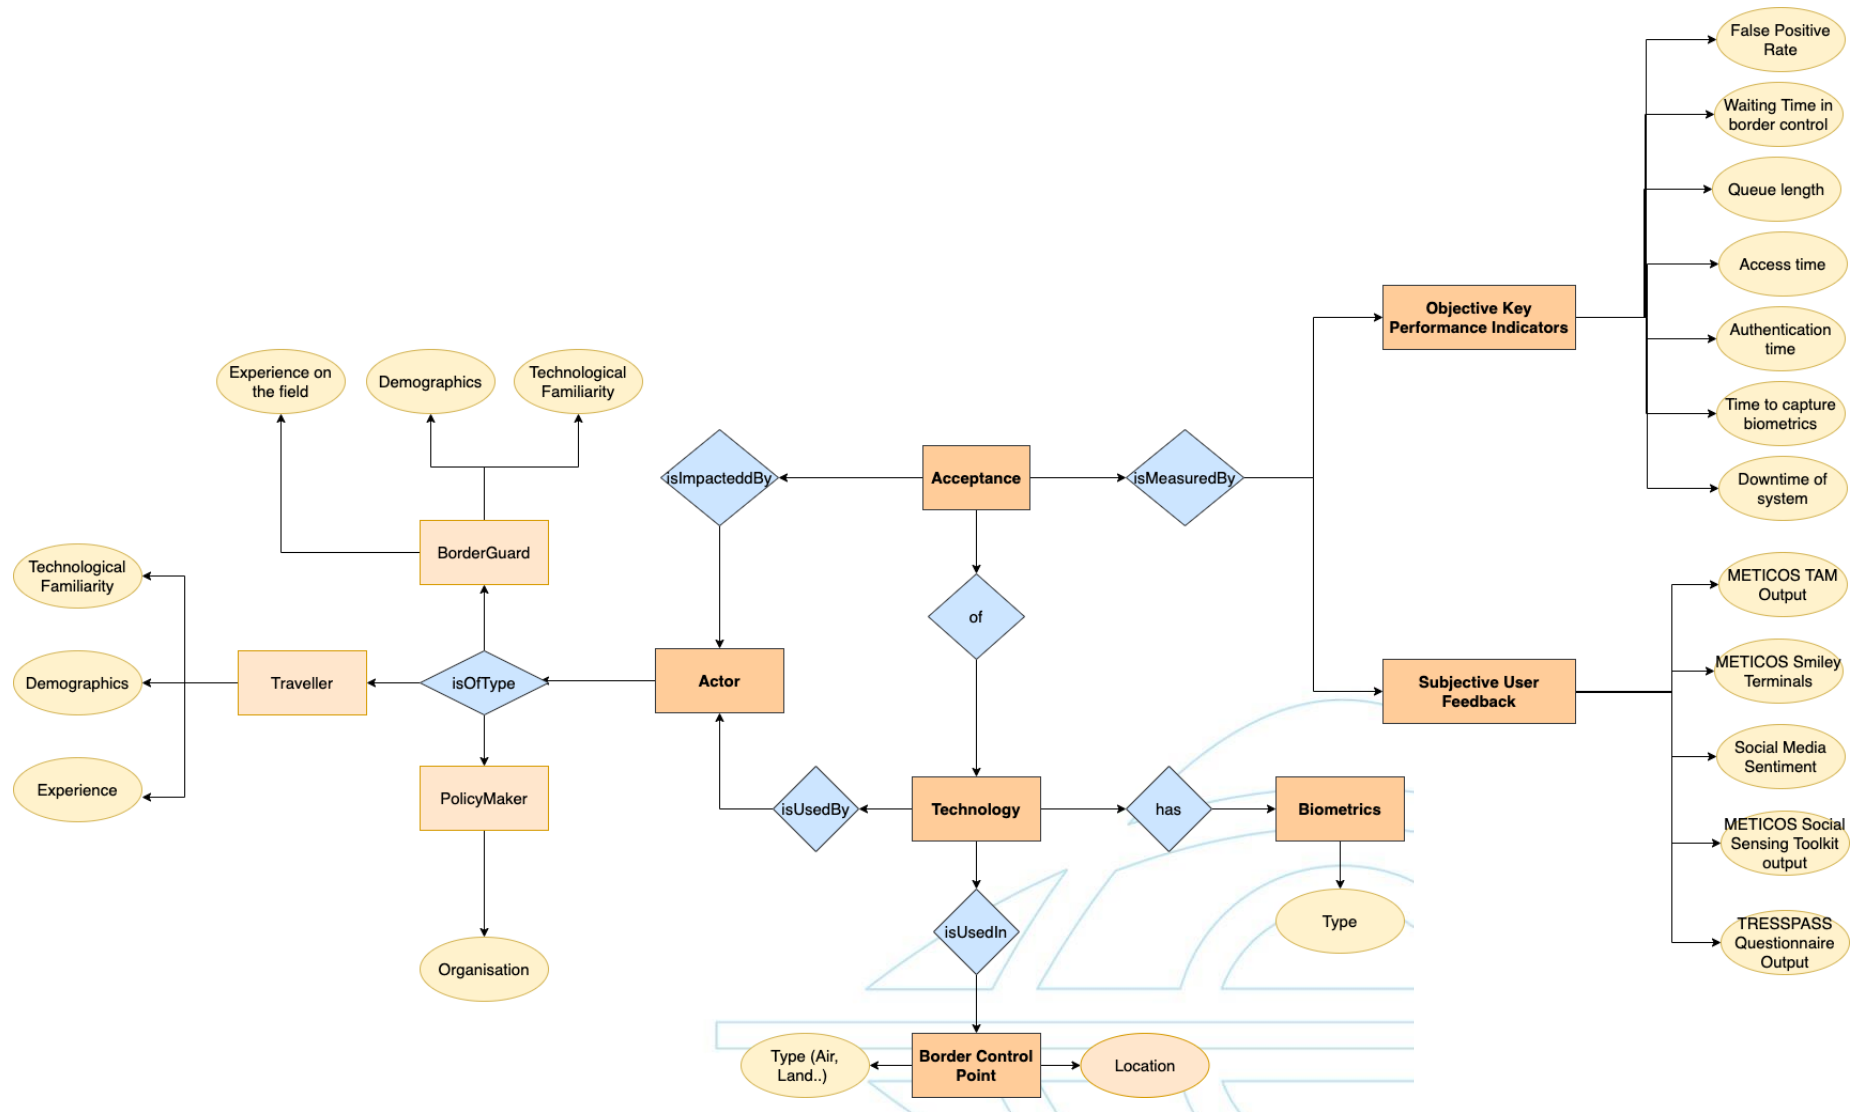 False Positive
Rate
Waiting Time in
border control
Queue length
Access time
Objective Key
Performance Indicators
Authentication
time
Experience on
the field
Demographics
Technological
Familiarity
Time to capture
biometrics
isImpacteddBy
Acceptance
isMeasuredBy
Downtime of
system
BorderGuard
Technological
Familiarity
METICOS TAM
Output
of
Demographics
Traveller
isOfType
Actor
Subjective User
Feedback
METICOS Smiley
Terminals
Social Media
Sentiment
Experience
PolicyMaker
isUsedBy
Technology
has
Biometrics
METICOS Social
Sensing Toolkit
output
Type
isUsedIn
TRESSPASS
Questionnaire
Output
Organisation
Type (Air,
Land..)
Border Control
Point
Location